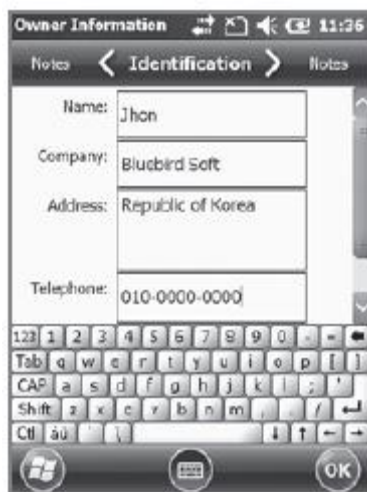 Owner Information 11:36
Notes Identification Notes
Name: Jhon
Company: Bluebird Soft
Address: Republic of Korea
Telephone: 010-0000-0000
123 1 2 3 4 5 6 7 8 9 0 - =
Tab q w e r t y u i o p [ ]
CAP a s d f g h j k l ; '
Shift z x c v b n m , . /
Ctl áü ` \
OK